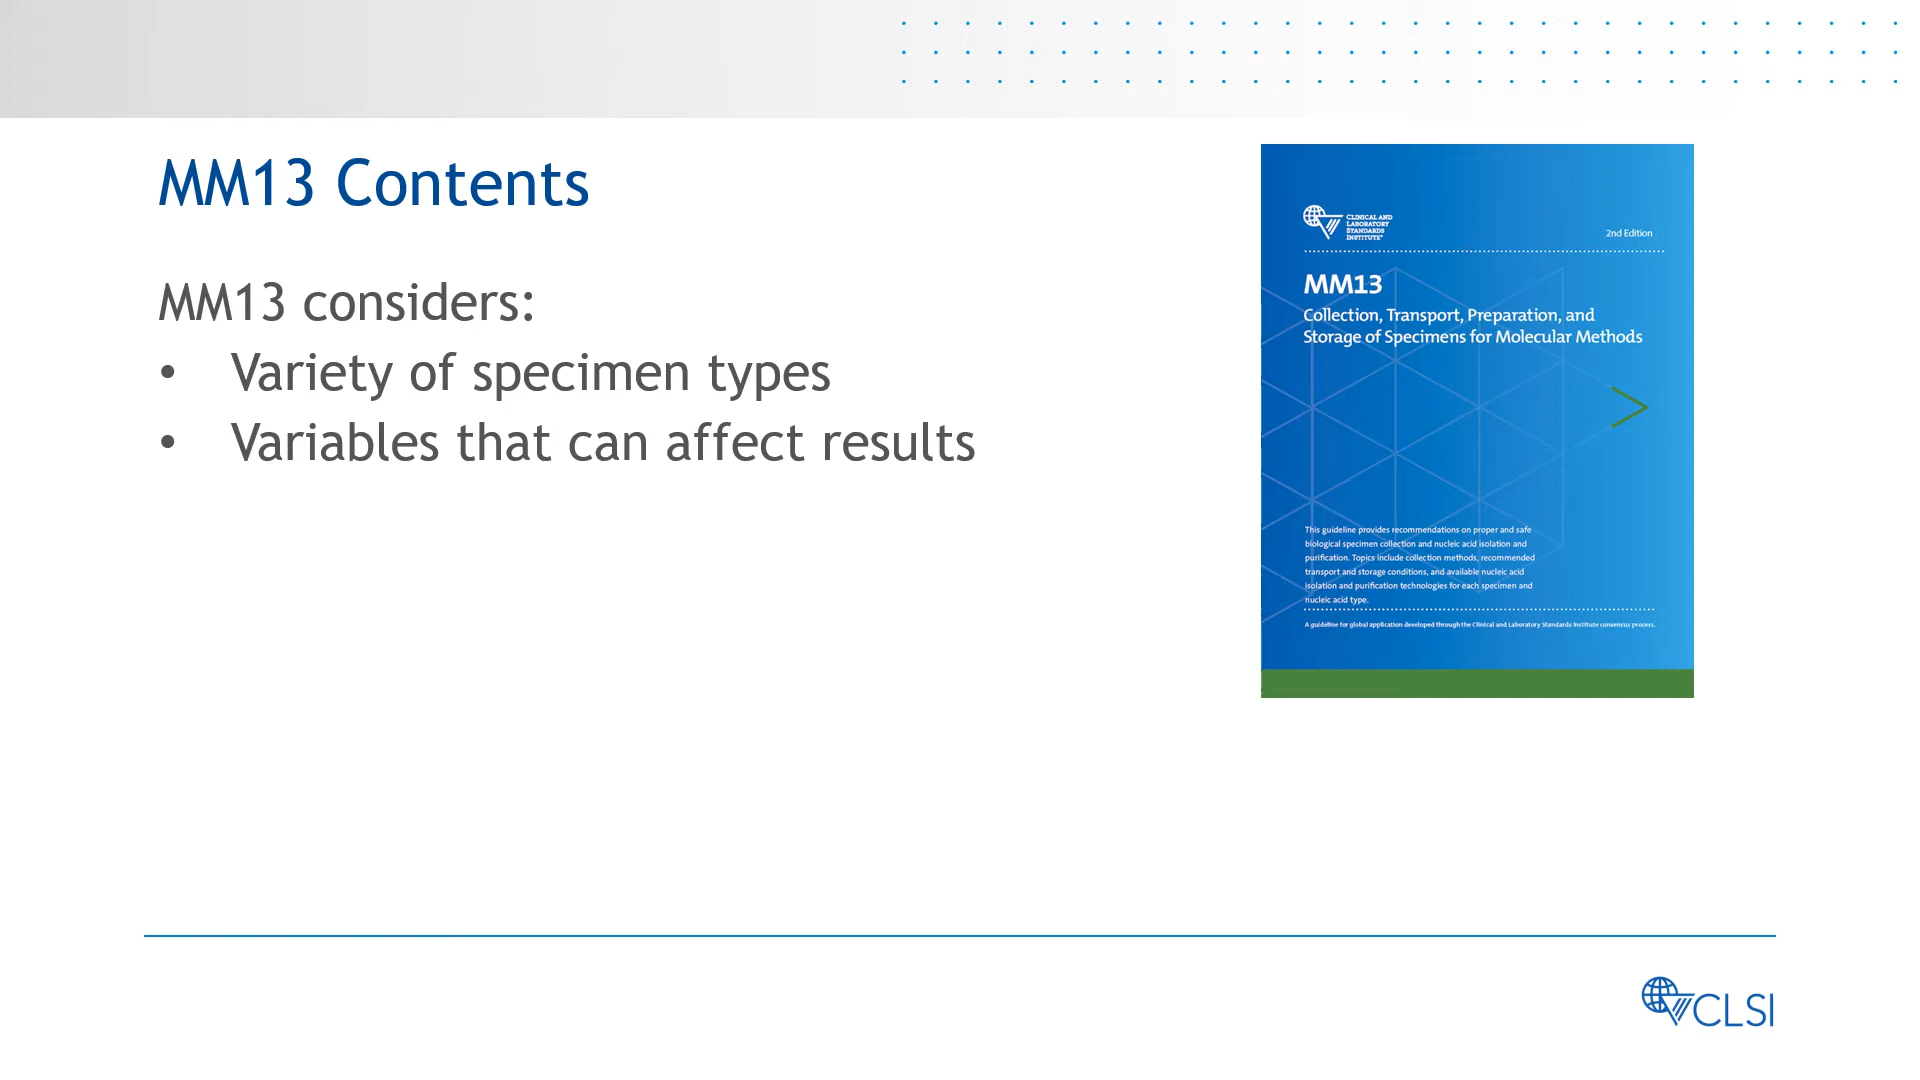 MM13 Contents
MM13 considers:
• Variety of specimen types
• Variables that can affect results
CLINICAL AND
LABORATORY
STANDARDS
INSTITUTE®
2nd Edition
MM13
Collection, Transport, Preparation, and
Storage of Specimens for Molecular Methods
This guideline provides recommendations on proper and safe
biological specimen collection and nucleic acid isolation and
purification. Topics include collection methods, recommended
transport and storage conditions, and available nucleic acid
isolation and purification technologies for each specimen and
nucleic acid type.
A guideline for global application developed through the Clinical and Laboratory Standards Institute consensus process.
CLSI